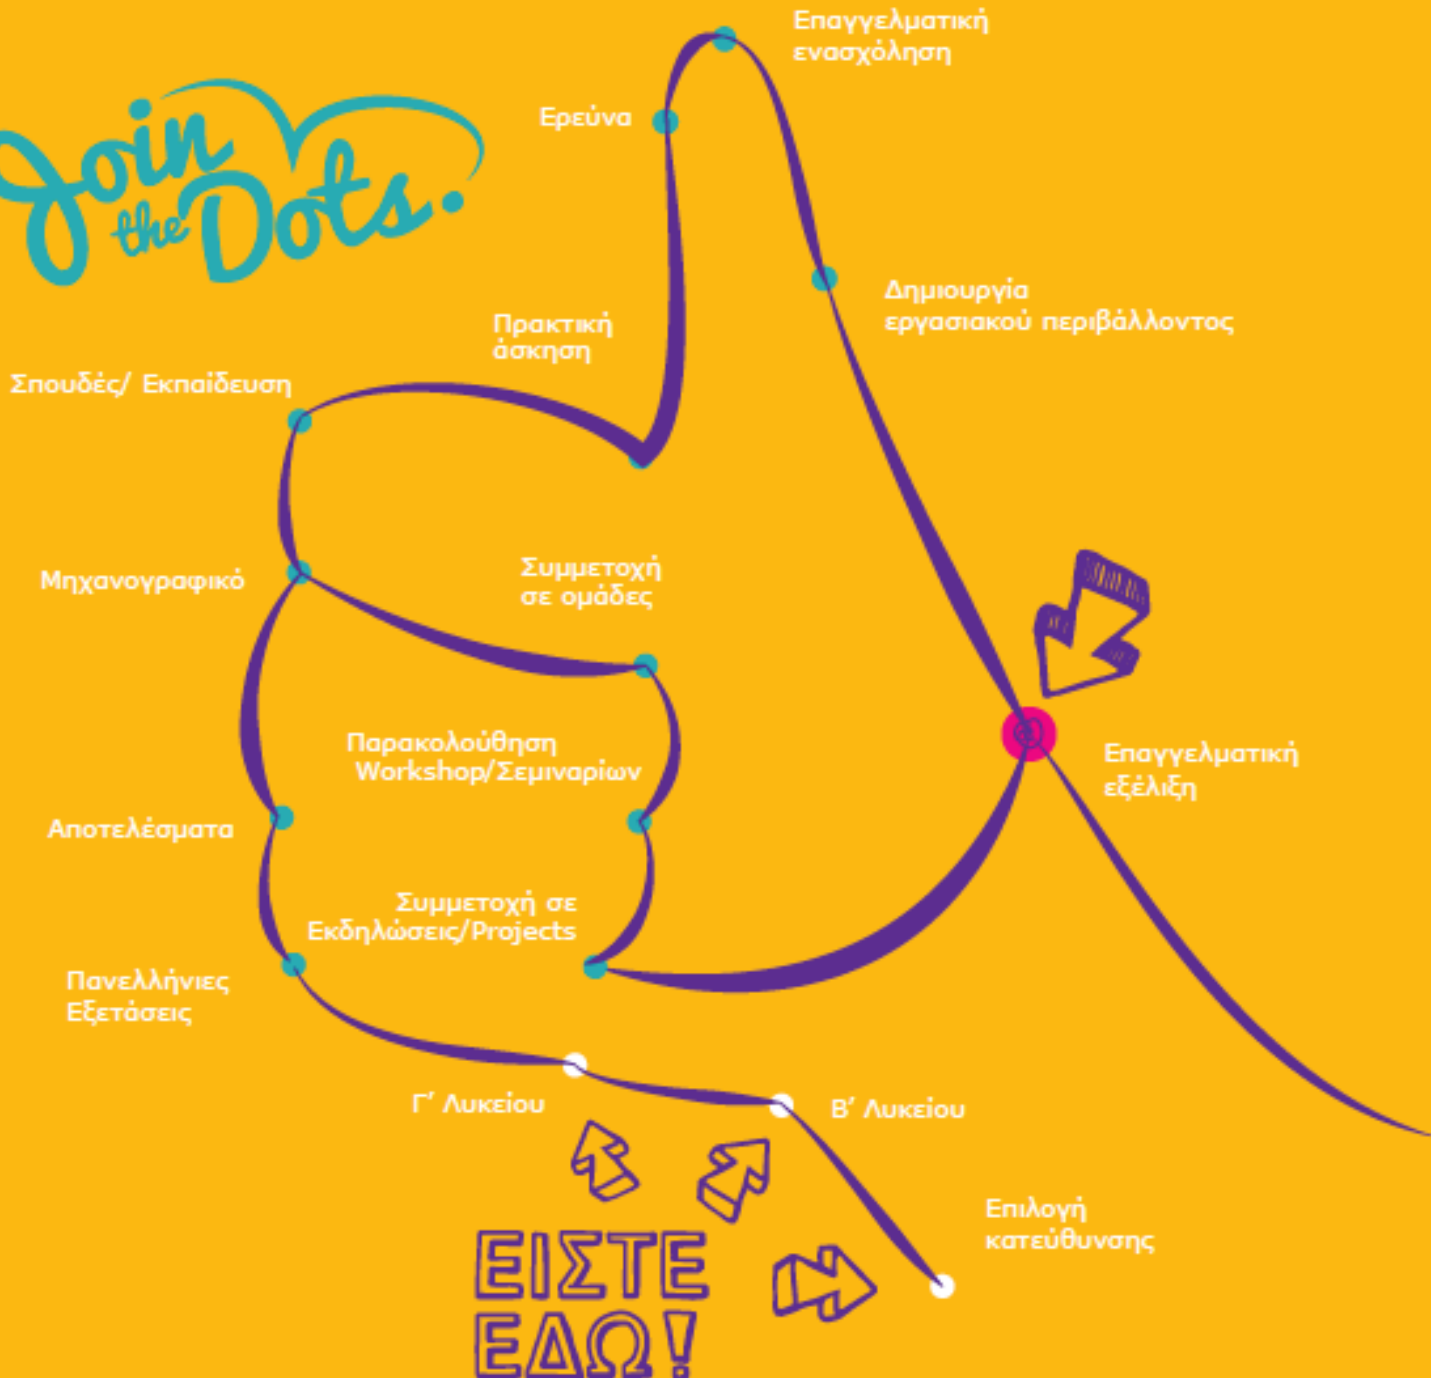 Επαγγελματική
ενασχόληση
Ερεύνα
Join
the Dots.
Δημιουργία
εργασιακού περιβάλλοντος
Πρακτική
άσκηση
Σπουδές/ Εκπαίδευση
Μηχανογραφικό
Συμμετοχή
σε ομάδες
Παρακολούθηση
Workshop/Σεμιναρίων
Επαγγελματική
εξέλιξη
Αποτελέσματα
Συμμετοχή σε
Εκδηλώσεις/Projects
Πανελλήνιες
Εξετάσεις
Γ' Λυκείου
Β' Λυκείου
Επιλογή
κατεύθυνσης
ΕΙΣΤΕ
ΕΔΩ!